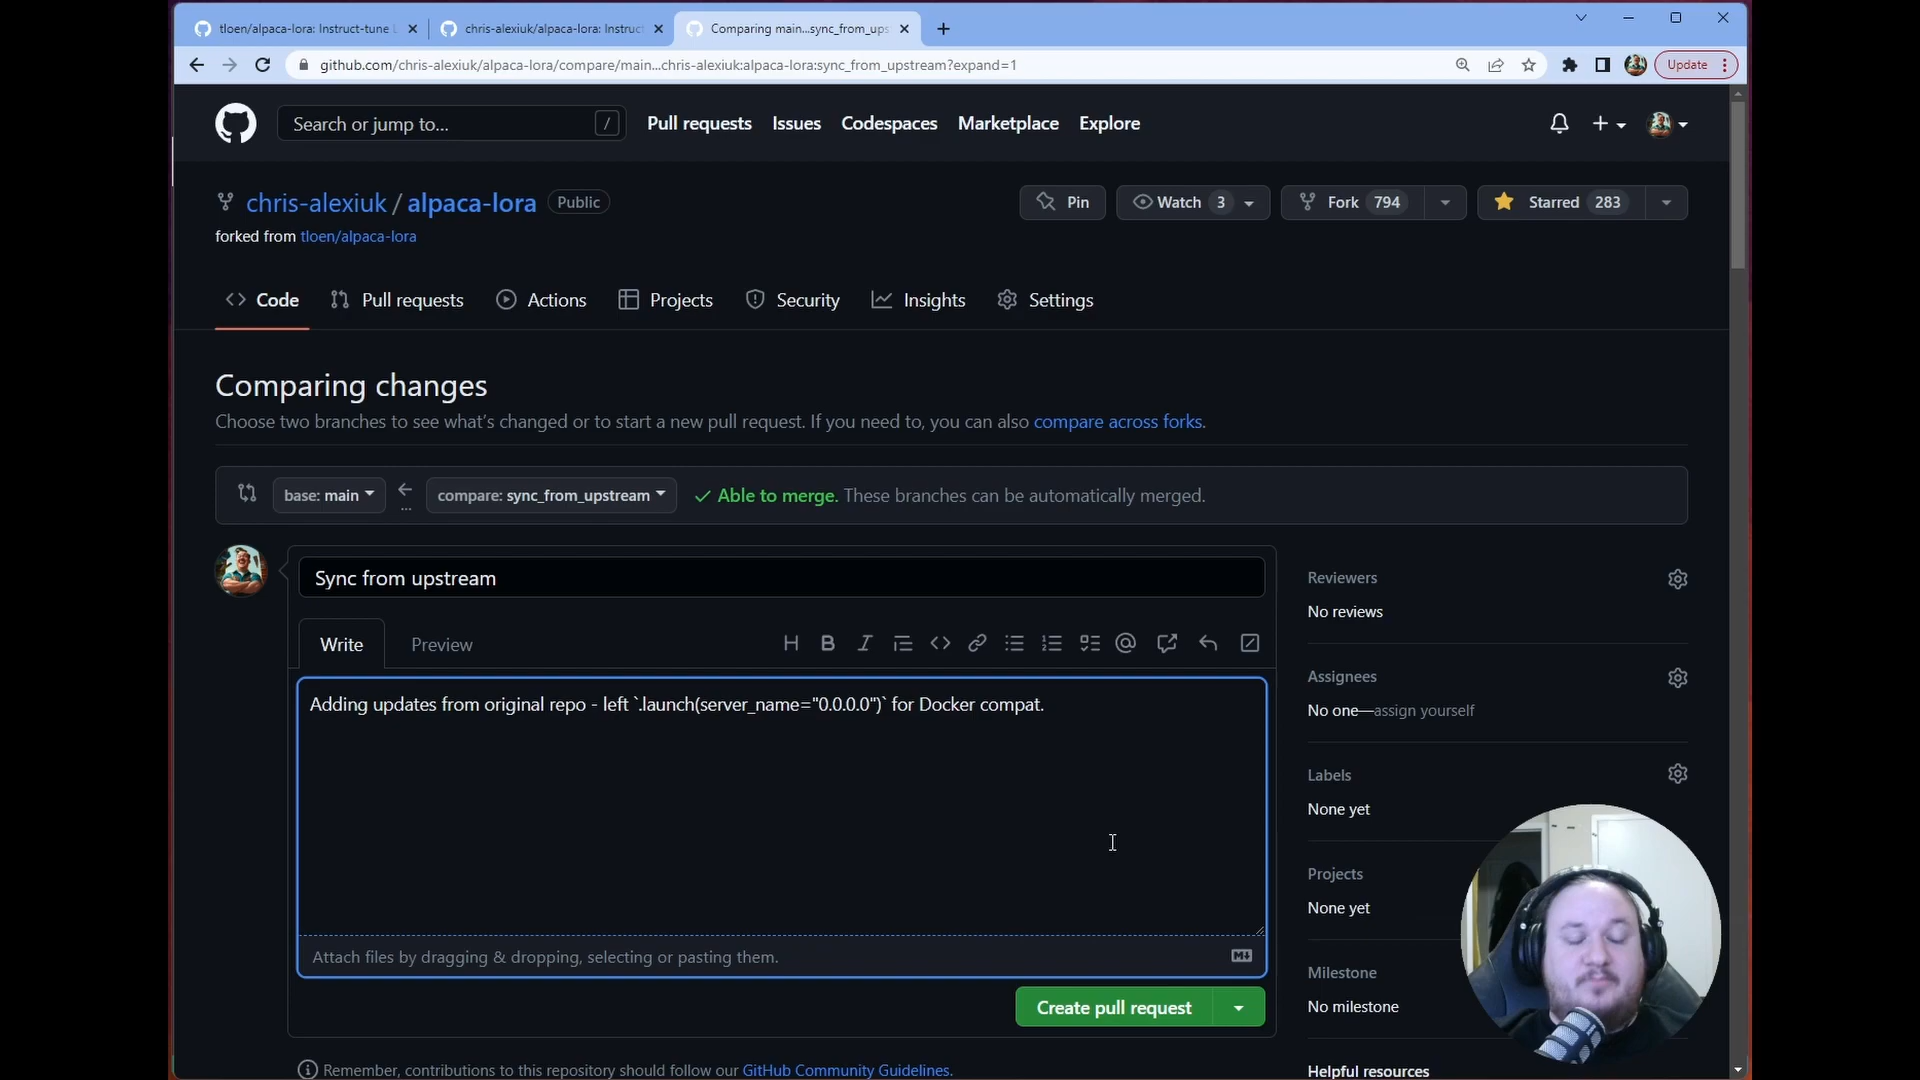 tloen/alpaca-lora: Instruct-tune L
chris-alexiuk/alpaca-lora: Instruct
Comparing main...sync_from_ups
github.com/chris-alexiuk/alpaca-lora/compare/main...chris-alexiuk:alpaca-lora:sync_from_upstream?expand=1
Update
Search or jump to...
/
Pull requests
Issues
Codespaces
Marketplace
Explore
chris-alexiuk / alpaca-lora
Public
Pin
Watch 3
Fork 794
Starred 283
forked from tloen/alpaca-lora
Code
Pull requests
Actions
Projects
Security
Insights
Settings
Comparing changes
Choose two branches to see what's changed or to start a new pull request. If you need to, you can also compare across forks.
base: main
...
compare: sync_from_upstream
Able to merge. These branches can be automatically merged.
Sync from upstream
Write
Preview
Adding updates from original repo - left `.launch(server_name="0.0.0.0")` for Docker compat.
Attach files by dragging & dropping, selecting or pasting them.
Create pull request
Remember, contributions to this repository should follow our GitHub Community Guidelines.
Reviewers
No reviews
Assignees
No one—assign yourself
Labels
None yet
Projects
None yet
Milestone
No milestone
Helpful resources